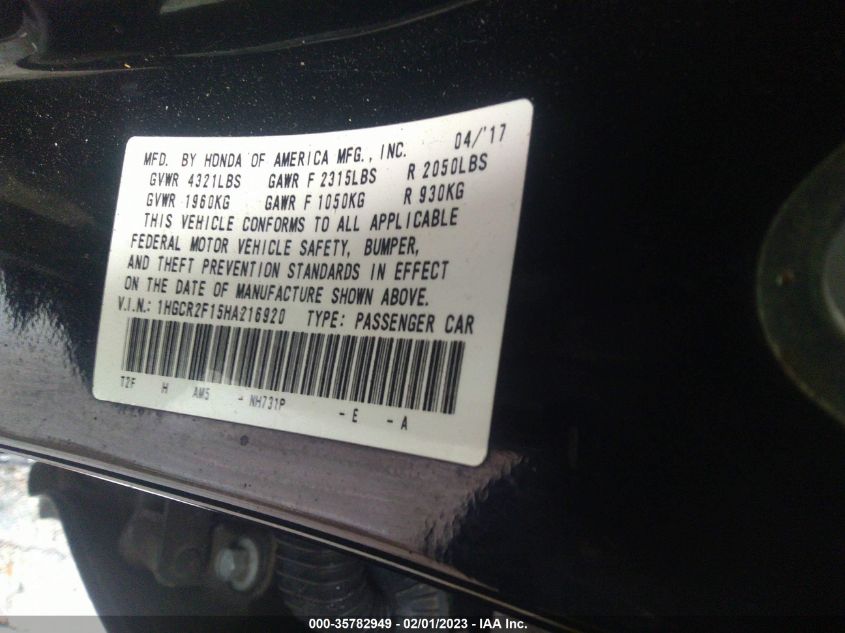 MFD. BY HONDA OF AMERICA MFG., INC. 04/'17
GVWR 4321LBS GAWR F 2315LBS R 2050LBS
GVWR 1960KG GAWR F 1050KG R 930KG
THIS VEHICLE CONFORMS TO ALL APPLICABLE
FEDERAL MOTOR VEHICLE SAFETY, BUMPER,
AND THEFT PREVENTION STANDARDS IN EFFECT
ON THE DATE OF MANUFACTURE SHOWN ABOVE.
V.I.N.: 1HGCR2F15HA216920 TYPE: PASSENGER CAR
T2F H AM5 - NH731P - E - A
000-35782949 - 02/01/2023 - IAA Inc.